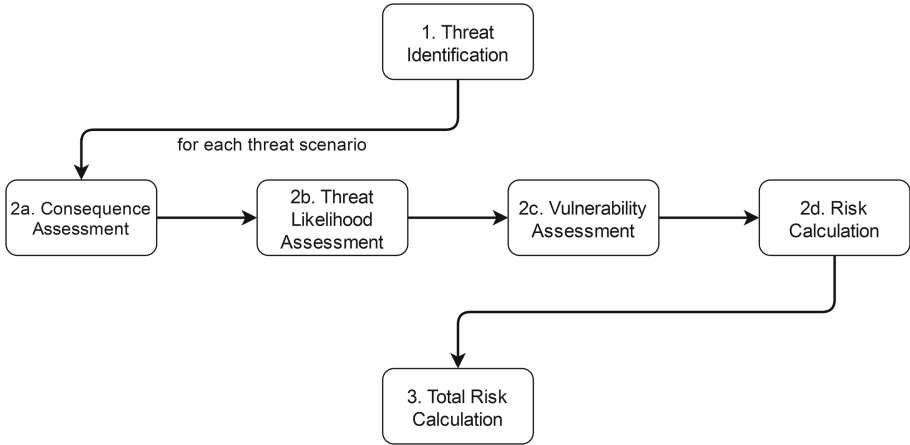 1. Threat
Identification
for each threat scenario
2a. Consequence
Assessment
2b. Threat
Likelihood
Assessment
2c. Vulnerability
Assessment
2d. Risk
Calculation
3. Total Risk
Calculation